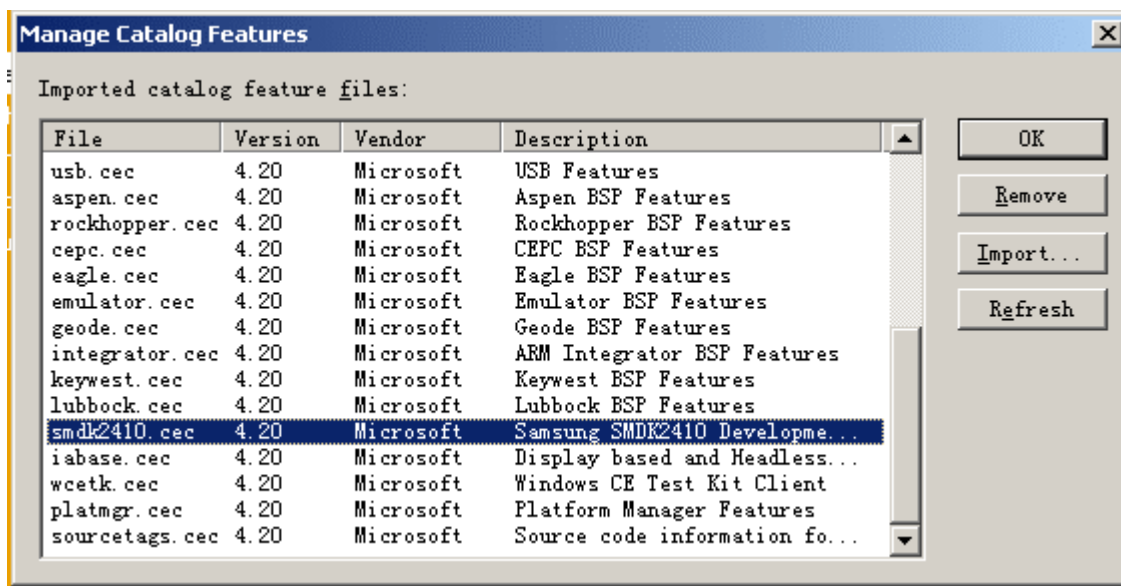 Manage Catalog Features
Imported catalog feature files:
File Version Vendor Description
usb.cec 4.20 Microsoft USB Features
aspen.cec 4.20 Microsoft Aspen BSP Features
rockhopper.cec 4.20 Microsoft Rockhopper BSP Features
cepc.cec 4.20 Microsoft CEPC BSP Features
eagle.cec 4.20 Microsoft Eagle BSP Features
emulator.cec 4.20 Microsoft Emulator BSP Features
geode.cec 4.20 Microsoft Geode BSP Features
integrator.cec 4.20 Microsoft ARM Integrator BSP Features
keywest.cec 4.20 Microsoft Keywest BSP Features
lubbock.cec 4.20 Microsoft Lubbock BSP Features
smdk2410.cec 4.20 Microsoft Samsung SMDK2410 Developme...
iabase.cec 4.20 Microsoft Display based and Headless...
wcetk.cec 4.20 Microsoft Windows CE Test Kit Client
platmgr.cec 4.20 Microsoft Platform Manager Features
sourcetags.cec 4.20 Microsoft Source code information fo...
OK
Remove
Import...
Refresh